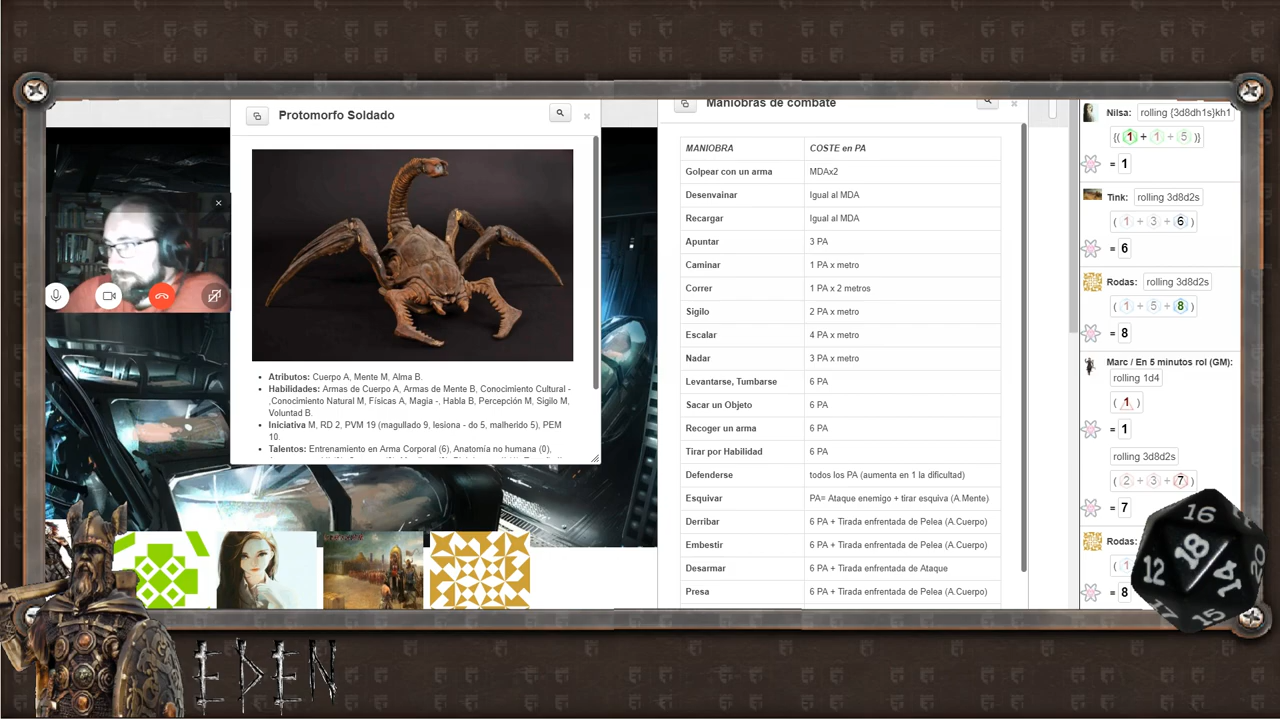 Protomorfo Soldado
Atributos: Cuerpo A, Mente M, Alma B.
Habilidades: Armas de Cuerpo A, Armas de Mente B, Conocimiento Cultural -
,Conocimiento Natural M, Físicas A, Magia -, Habla B, Percepción M, Sigilo M,
Voluntad B.
Iniciativa M, RD 2, PVM 19 (magullado 9, lesiona - do 5, malherido 5), PEM
10.
Talentos: Entrenamiento en Arma Corporal (6), Anatomía no humana (0),
Maniobras de combate
MANIOBRA COSTE en PA
Golpear con un arma MDAx2
Desenvainar Igual al MDA
Recargar Igual al MDA
Apuntar 3 PA
Caminar 1 PA x metro
Correr 1 PA x 2 metros
Sigilo 2 PA x metro
Escalar 4 PA x metro
Nadar 3 PA x metro
Levantarse, Tumbarse 6 PA
Sacar un Objeto 6 PA
Recoger un arma 6 PA
Tirar por Habilidad 6 PA
Defenderse todos los PA (aumenta en 1 la dificultad)
Esquivar PA= Ataque enemigo + tirar esquiva (A.Mente)
Derribar 6 PA + Tirada enfrentada de Pelea (A.Cuerpo)
Embestir 6 PA + Tirada enfrentada de Pelea (A.Cuerpo)
Desarmar 6 PA + Tirada enfrentada de Ataque
Presa 6 PA + Tirada enfrentada de Pelea (A.Cuerpo)
Nilsa: rolling {3d8dh1s}kh1
{( 1 + 1 + 5 )}
= 1
Tink: rolling 3d8d2s
( 1 + 3 + 6 )
= 6
Rodas: rolling 3d8d2s
( 1 + 5 + 8 )
= 8
Marc / En 5 minutos rol (GM):
rolling 1d4
( 1 )
= 1
rolling 3d8d2s
( 2 + 3 + 7 )
= 7
Rodas:
( 1
= 8
16
18
20
12
14
17
15
EDEN